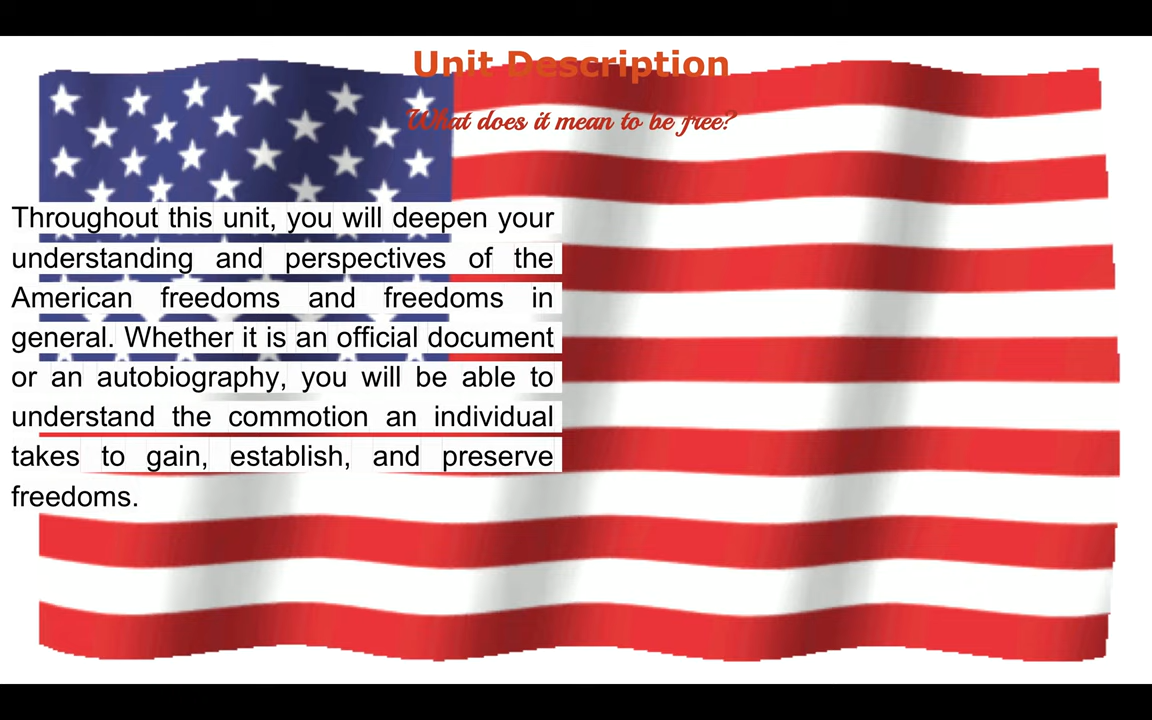 Unit Description
What does it mean to be free?
Throughout this unit, you will deepen your
understanding and perspectives of the
American freedoms and freedoms in
general. Whether it is an official document
or an autobiography, you will be able to
understand the commotion an individual
takes to gain, establish, and preserve
freedoms.